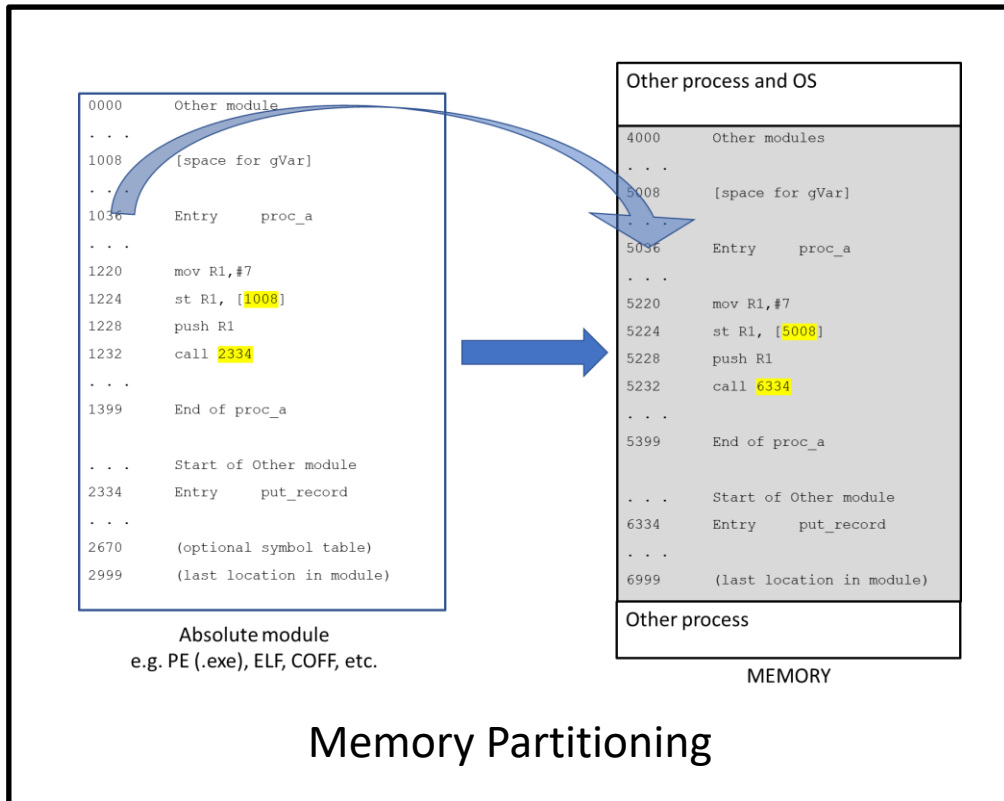 0000 Other module
. . .
1008 [space for gVar]
. . .
1036 Entry proc_a
. . .
1220 mov R1,#7
1224 st R1, [1008]
1228 push R1
1232 call 2334
. . .
1399 End of proc_a
. . . Start of Other module
2334 Entry put_record
. . .
2670 (optional symbol table)
2999 (last location in module)
Absolute module
e.g. PE (.exe), ELF, COFF, etc.
Other process and OS
4000 Other modules
. . .
5008 [space for gVar]
. . .
5036 Entry proc_a
. . .
5220 mov R1,#7
5224 st R1, [5008]
5228 push R1
5232 call 6334
. . .
5399 End of proc_a
. . . Start of Other module
6334 Entry put_record
. . .
6999 (last location in module)
Other process
MEMORY
Memory Partitioning